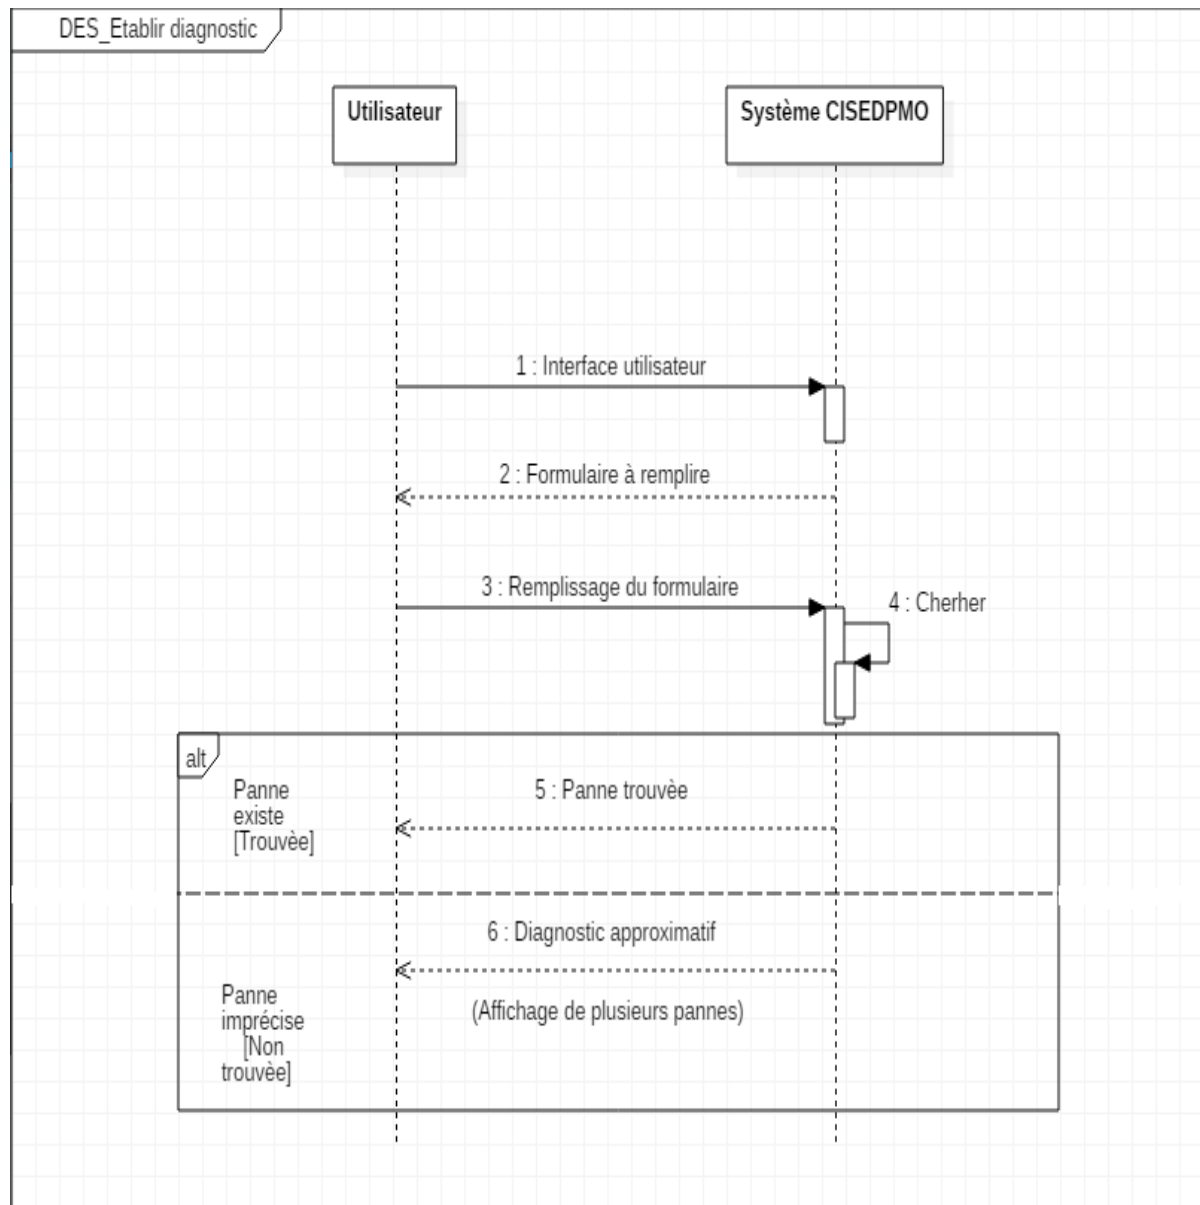 DES_Etablir diagnostic
Utilisateur
Système CISEDPMO
1 : Interface utilisateur
2 : Formulaire à remplire
3 : Remplissage du formulaire
4 : Cherher
alt
Panne
existe
[Trouvèe]
5 : Panne trouvèe
6 : Diagnostic approximatif
(Affichage de plusieurs pannes)
Panne
imprécise
[Non
trouvèe]